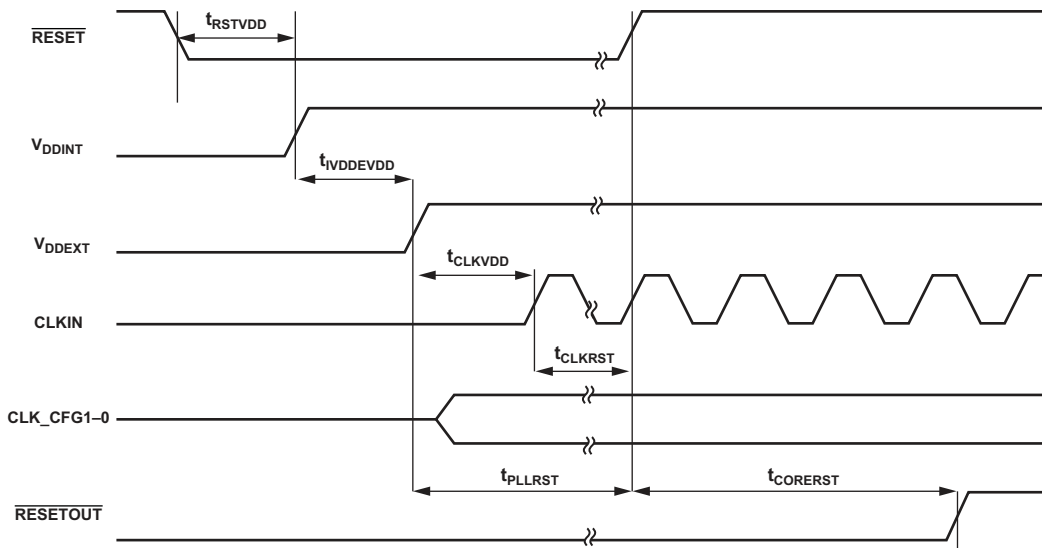 RESET
tRSTVDD
VDDINT
tIVDDEVDD
VDDEXT
tCLKVDD
CLKIN
tCLKRST
CLK_CFG1–0
tPLLRST
tCORERST
RESETOUT